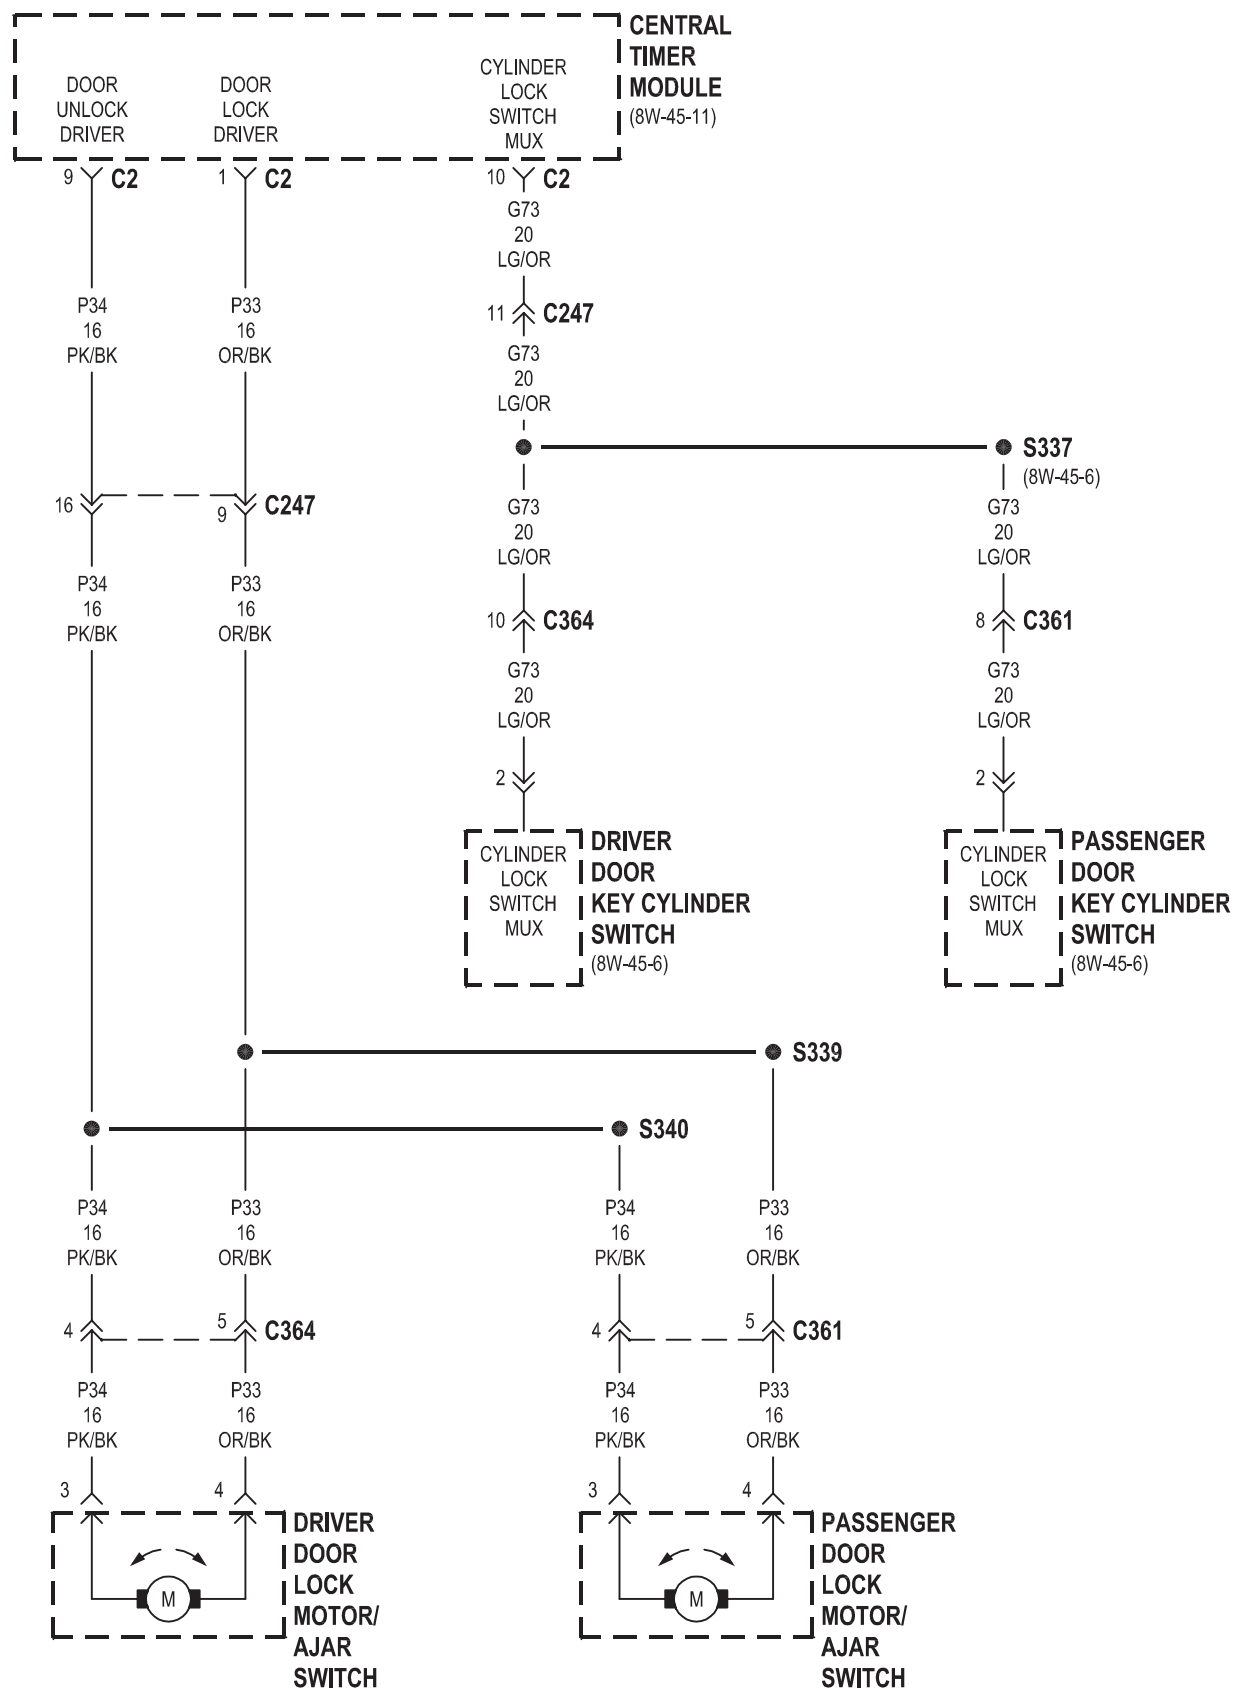 CENTRAL
TIMER
MODULE
(8W-45-11)
DOOR
UNLOCK
DRIVER
DOOR
LOCK
DRIVER
CYLINDER
LOCK
SWITCH
MUX
9 C2
1 C2
10 C2
G73
20
LG/OR
P34
16
PK/BK
P33
16
OR/BK
11 C247
G73
20
LG/OR
S337
(8W-45-6)
16
9 C247
G73
20
LG/OR
G73
20
LG/OR
P34
16
PK/BK
P33
16
OR/BK
10 C364
8 C361
G73
20
LG/OR
G73
20
LG/OR
2
2
CYLINDER
LOCK
SWITCH
MUX
DRIVER
DOOR
KEY CYLINDER
SWITCH
(8W-45-6)
CYLINDER
LOCK
SWITCH
MUX
PASSENGER
DOOR
KEY CYLINDER
SWITCH
(8W-45-6)
S339
S340
P34
16
PK/BK
P33
16
OR/BK
P34
16
PK/BK
P33
16
OR/BK
4
5 C364
4
5 C361
P34
16
PK/BK
P33
16
OR/BK
P34
16
PK/BK
P33
16
OR/BK
3
4
3
4
M
DRIVER
DOOR
LOCK
MOTOR/
AJAR
SWITCH
M
PASSENGER
DOOR
LOCK
MOTOR/
AJAR
SWITCH